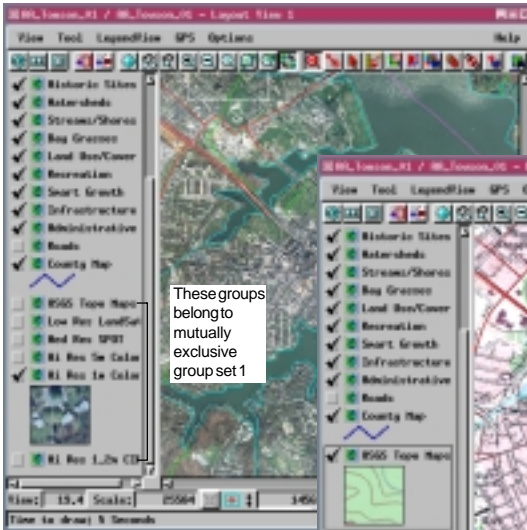 View Tool LegendView GPS Options Help
Historic Sites
Watersheds
Streams/Shores
Bay Grasses
Land Use/Cover
Recreation
Smart Growth
Infrastructure
Administrative
Roads
County Map
USGS Topo Maps
Low Res LandSat
Med Res SPOT
Hi Res 5m Color
Hi Res 1m Color
Hi Res 1.2m CIR
These groups
belong to
mutually
exclusive
group set 1
View: 19.4 Scale: 25504
Time to draw: 5 Seconds
View Tool LegendView GPS
Historic Sites
Watersheds
Streams/Shores
Bay Grasses
Land Use/Cover
Recreation
Smart Growth
Infrastructure
Administrative
Roads
County Map
USGS Topo Maps